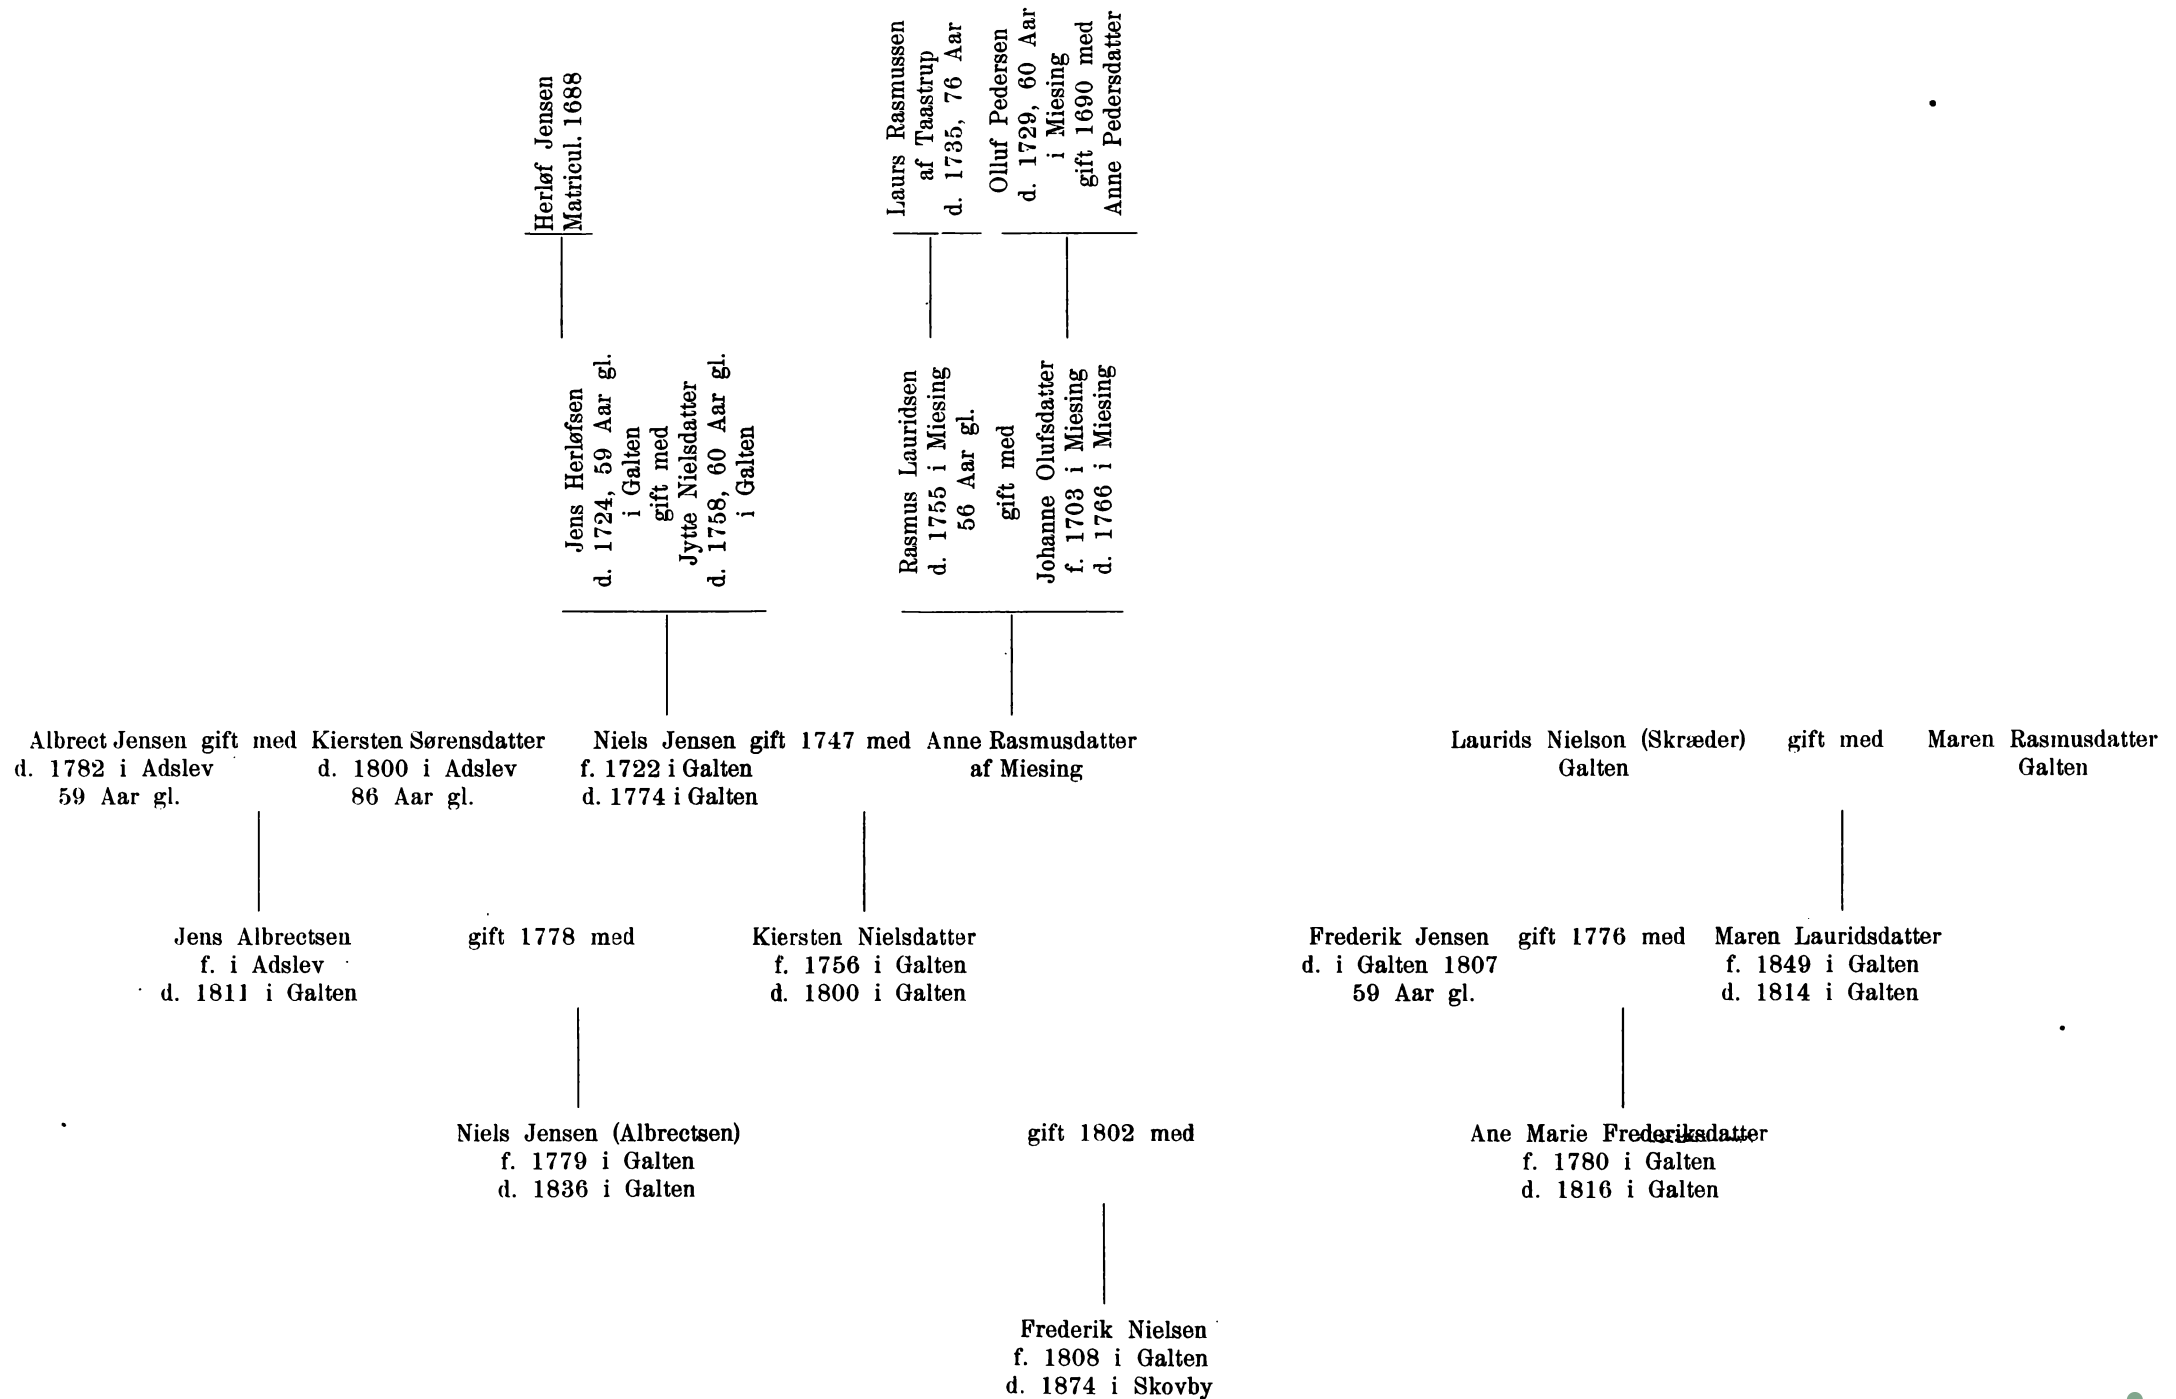 Herløf Jensen
Matricul. 1688
Laurs Rasmussen
af Taastrup
d. 1735, 76 Aar
Olluf Pedersen
d. 1729, 60 Aar
i Miesing
gift 1690 med
Anne Pedersdatter
Jens Herløfsen
d. 1724, 59 Aar gl.
i Galten
gift med
Jytte Nielsdatter
d. 1758, 60 Aar gl.
i Galten
Rasmus Lauridsen
d. 1755 i Miesing
56 Aar gl.
gift med
Johanne Olufsdatter
f. 1703 i Miesing
d. 1766 i Miesing
Albrect Jensen gift med Kiersten Sørensdatter
d. 1782 i Adslev d. 1800 i Adslev
59 Aar gl. 86 Aar gl.
Niels Jensen gift 1747 med Anne Rasmusdatter
f. 1722 i Galten af Miesing
d. 1774 i Galten
Laurids Nielson (Skræder) gift med Maren Rasmusdatter
Galten Galten
Jens Albrectsen gift 1778 med Kiersten Nielsdatter
f. i Adslev f. 1756 i Galten
d. 1811 i Galten d. 1800 i Galten
Frederik Jensen gift 1776 med Maren Lauridsdatter
d. i Galten 1807 f. 1849 i Galten
59 Aar gl. d. 1814 i Galten
Niels Jensen (Albrectsen) gift 1802 med Ane Marie Frederiksdatter
f. 1779 i Galten f. 1780 i Galten
d. 1836 i Galten d. 1816 i Galten
Frederik Nielsen
f. 1808 i Galten
d. 1874 i Skovby